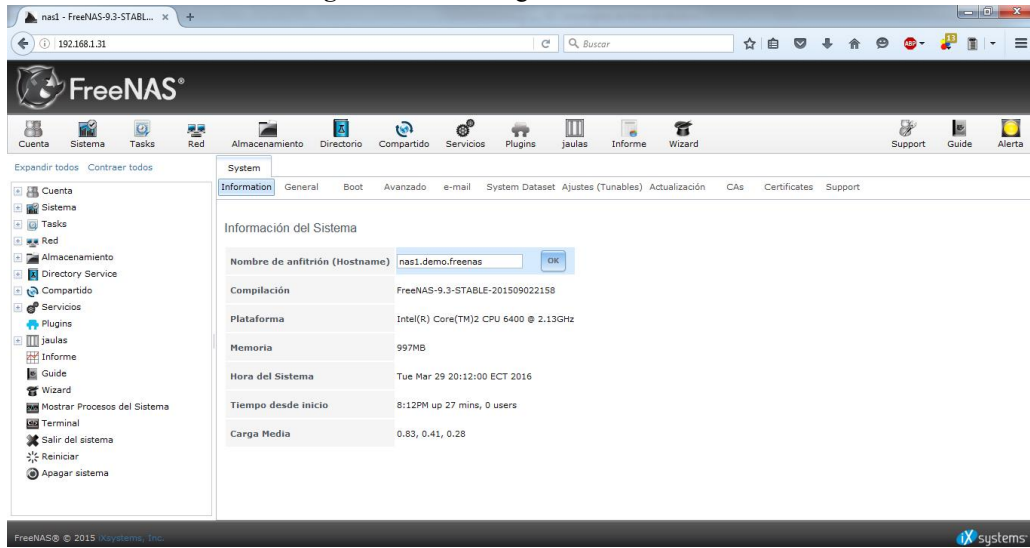 nas1 - FreeNAS-9.3-STABL...
192.168.1.31
Buscar
ABP
13
FreeNAS®
Cuenta Sistema Tasks Red Almacenamiento Directorio Compartido Servicios Plugins jaulas Informe Wizard Support Guide Alerta
Expandir todos Contraer todos
Cuenta
Sistema
Tasks
Red
Almacenamiento
Directory Service
Compartido
Servicios
Plugins
jaulas
Informe
Guide
Wizard
Mostrar Procesos del Sistema
Terminal
Salir del sistema
Reiniciar
Apagar sistema
System
Information General Boot Avanzado e-mail System Dataset Ajustes (Tunables) Actualización CAs Certificates Support
Información del Sistema
Nombre de anfitrión (Hostname) nas1.demo.freenas OK
Compilación FreeNAS-9.3-STABLE-201509022158
Plataforma Intel(R) Core(TM)2 CPU 6400 @ 2.13GHz
Memoria 997MB
Hora del Sistema Tue Mar 29 20:12:00 ECT 2016
Tiempo desde inicio 8:12PM up 27 mins, 0 users
Carga Media 0.83, 0.41, 0.28
FreeNAS® © 2015 iXsystems, Inc.
iXsystems